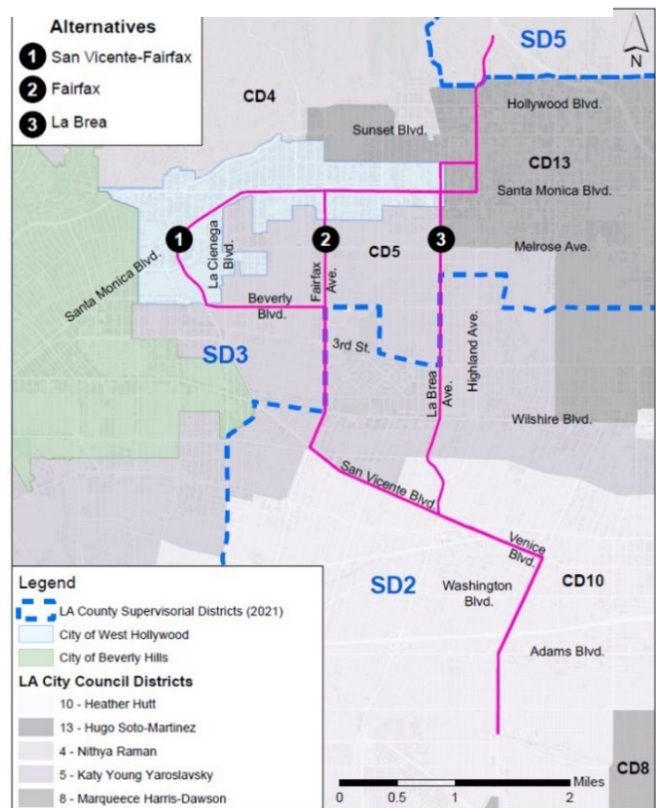 Alternatives
1 San Vicente-Fairfax
2 Fairfax
3 La Brea
SD5
N
CD4
Hollywood Blvd.
Sunset Blvd.
CD13
Santa Monica Blvd.
1
La Cienega
Blvd.
2
CD5
3
Melrose Ave.
Santa Monica Blvd.
Fairfax
Ave.
Beverly
Blvd.
SD3
3rd St.
La Brea
Ave.
Highland Ave.
Wilshire Blvd.
San Vicente Blvd.
Venice
Blvd.
SD2
Washington
Blvd.
CD10
Adams Blvd.
CD8
Legend
LA County Supervisorial Districts (2021)
City of West Hollywood
City of Beverly Hills
LA City Council Districts
10 - Heather Hutt
13 - Hugo Soto-Martinez
4 - Nithya Raman
5 - Katy Young Yaroslavsky
8 - Marqueece Harris-Dawson
Miles
0 0.5 1 2